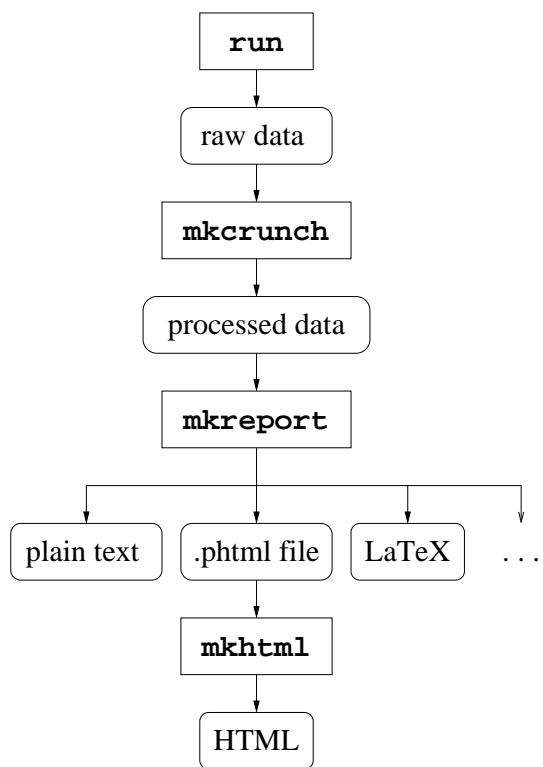 run
raw data
mkcrunch
processed data
mkreport
plain text .phtml file LaTeX . . .
mkhtml
HTML